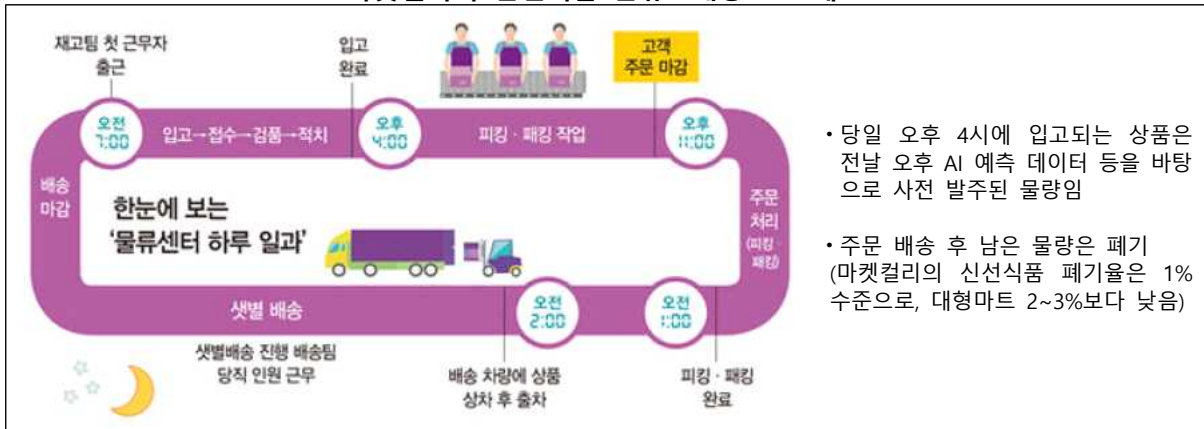 재고팀 첫 근무자
출근
입고
완료
고객
주문 마감
오전
7:00
입고→접수→검품→적치
오후
4:00
피킹 · 패킹 작업
오후
11:00
배송
마감
한눈에 보는
‘물류센터 하루 일과’
주문
처리
(피킹 ·
패킹)
샛별 배송
오전
2:00
오전
1:00
샛별배송 진행 배송팀
당직 인원 근무
배송 차량에 상품
상차 후 출차
피킹 · 패킹
완료
• 당일 오후 4시에 입고되는 상품은
전날 오후 AI 예측 데이터 등을 바탕
으로 사전 발주된 물량임
• 주문 배송 후 남은 물량은 폐기
(마켓컬리의 신선식품 폐기율은 1%
수준으로, 대형마트 2~3%보다 낮음)